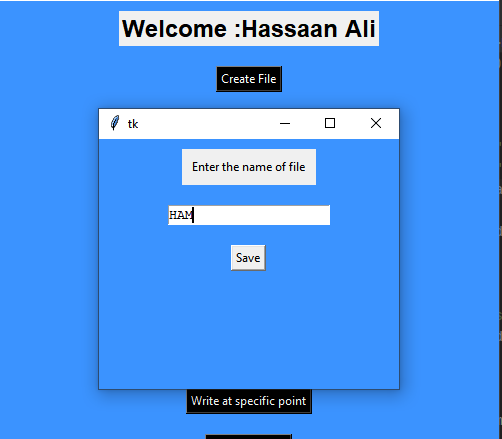 Welcome :Hassaan Ali
Create File
tk
Enter the name of file
HAM
Save
Write at specific point